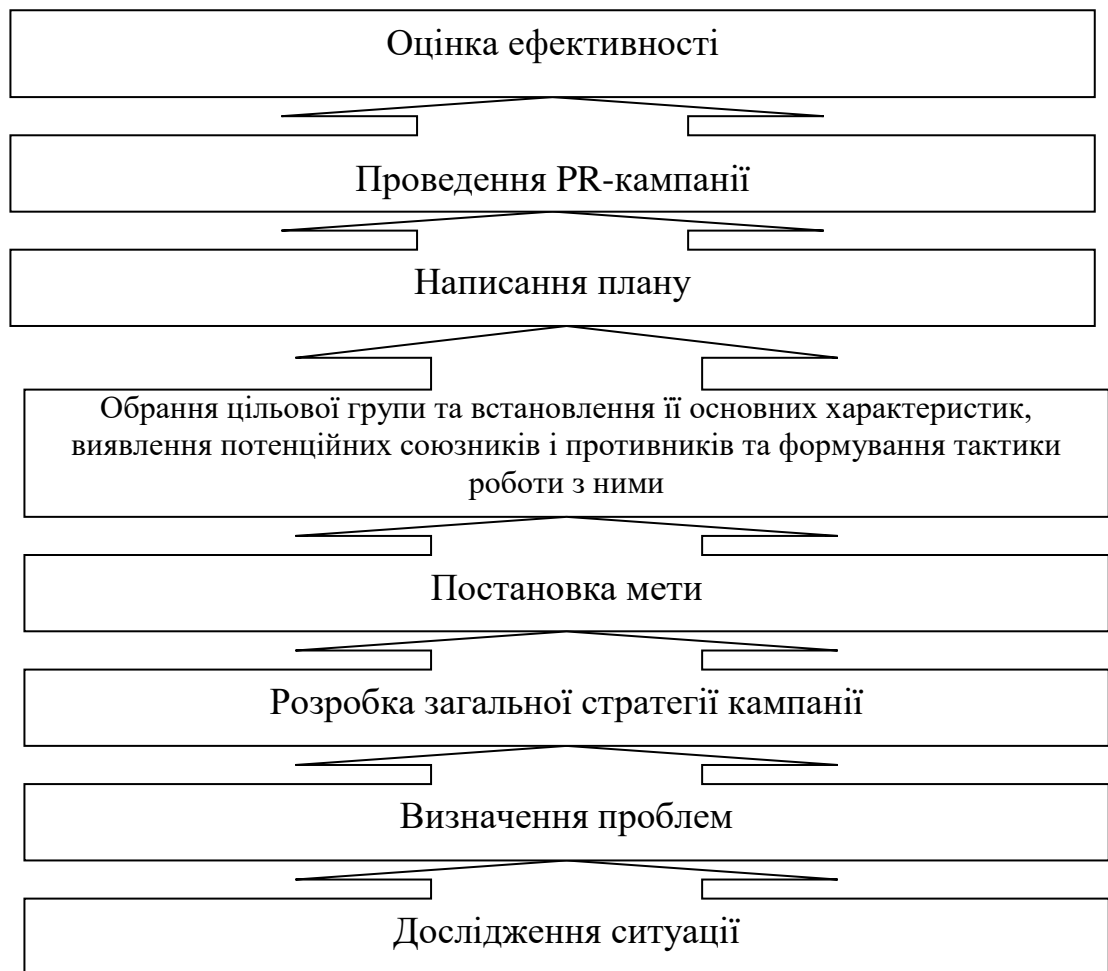 Оцінка ефективності
Проведення PR-кампанії
Написання плану
Обрання цільової групи та встановлення її основних характеристик,
виявлення потенційних союзників і противників та формування тактики
роботи з ними
Постановка мети
Розробка загальної стратегії кампанії
Визначення проблем
Дослідження ситуації